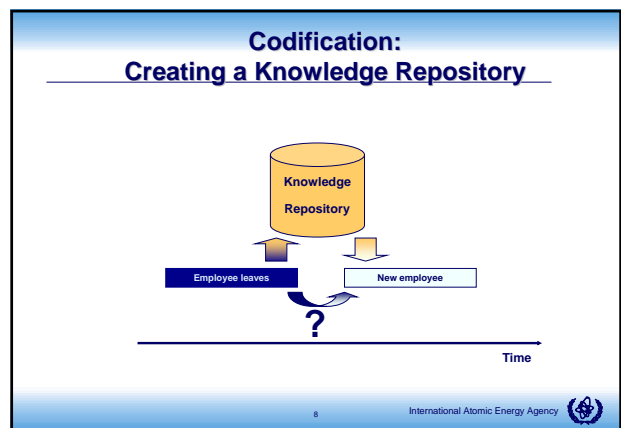 Codification:
Creating a Knowledge Repository
Knowledge
Repository
Employee leaves
New employee
?
Time
8
International Atomic Energy Agency